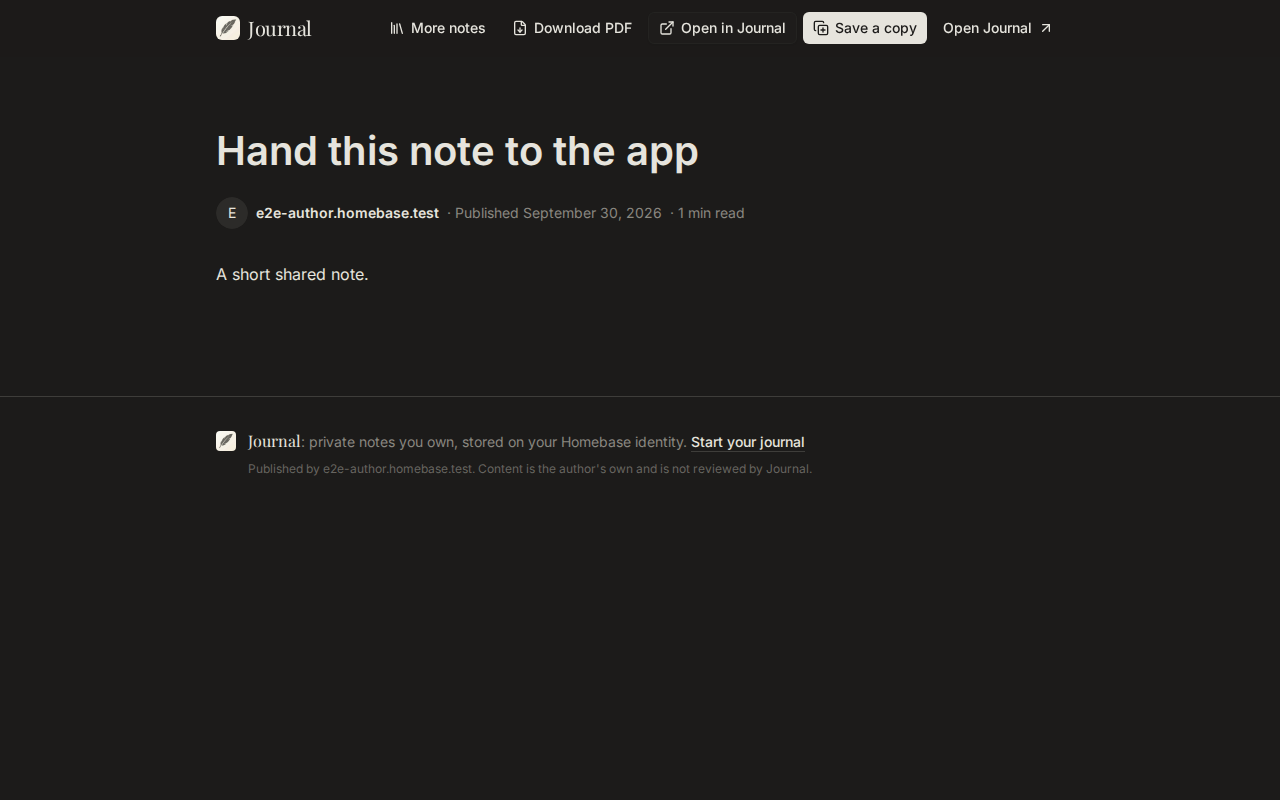 Journal More notes Download PDF Open in Journal Save a copy Open Journal
Hand this note to the app
E e2e-author.homebase.test · Published September 30, 2026 · 1 min read
A short shared note.
Journal: private notes you own, stored on your Homebase identity. Start your journal
Published by e2e-author.homebase.test. Content is the author's own and is not reviewed by Journal.